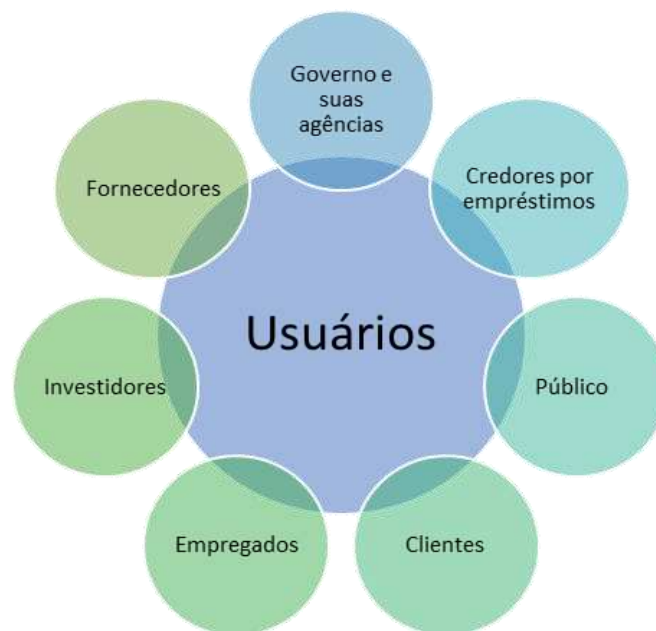 Governo e
suas
agências
Credores por
empréstimos
Público
Clientes
Empregados
Investidores
Fornecedores
Usuários